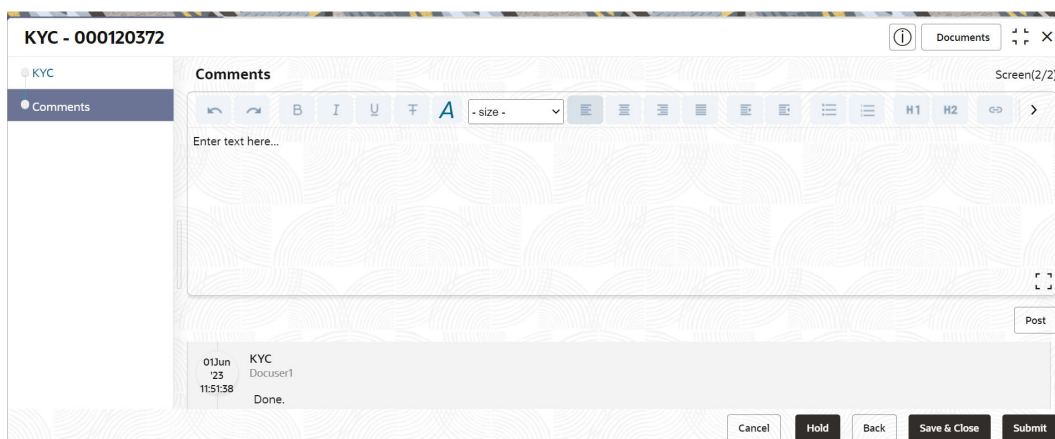 KYC - 000120372
Documents
KYC
Comments
Comments
Screen(2/2)
B I U T A - size - H1 H2
Enter text here...
Post
01Jun
'23
11:51:38
KYC
Docuser1
Done.
Cancel Hold Back Save & Close Submit